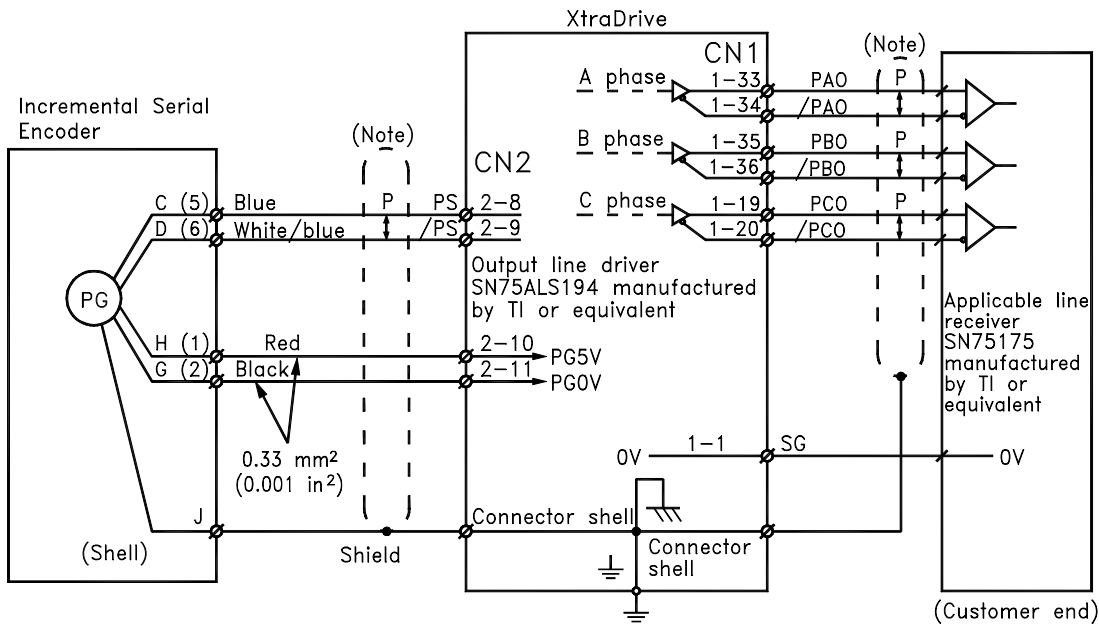 XtraDrive
Incremental Serial
Encoder
(Note)
CN2
CN1
(Note)
A phase
1-33
PAO
P
1-34
/PAO
B phase
1-35
PBO
P
1-36
/PBO
C phase
1-19
PCO
P
1-20
/PCO
C (5)
Blue
P
PS
2-8
D (6)
White/blue
/PS
2-9
PG
Output line driver
SN75ALS194 manufactured
by TI or equivalent
Applicable line
receiver
SN75175
manufactured
by TI or
equivalent
H (1)
Red
2-10
PG5V
G (2)
Black
2-11
PG0V
0.33 mm²
(0.001 in²)
0V
1-1
SG
0V
J
Connector shell
(Shell)
Shield
Connector
shell
(Customer end)